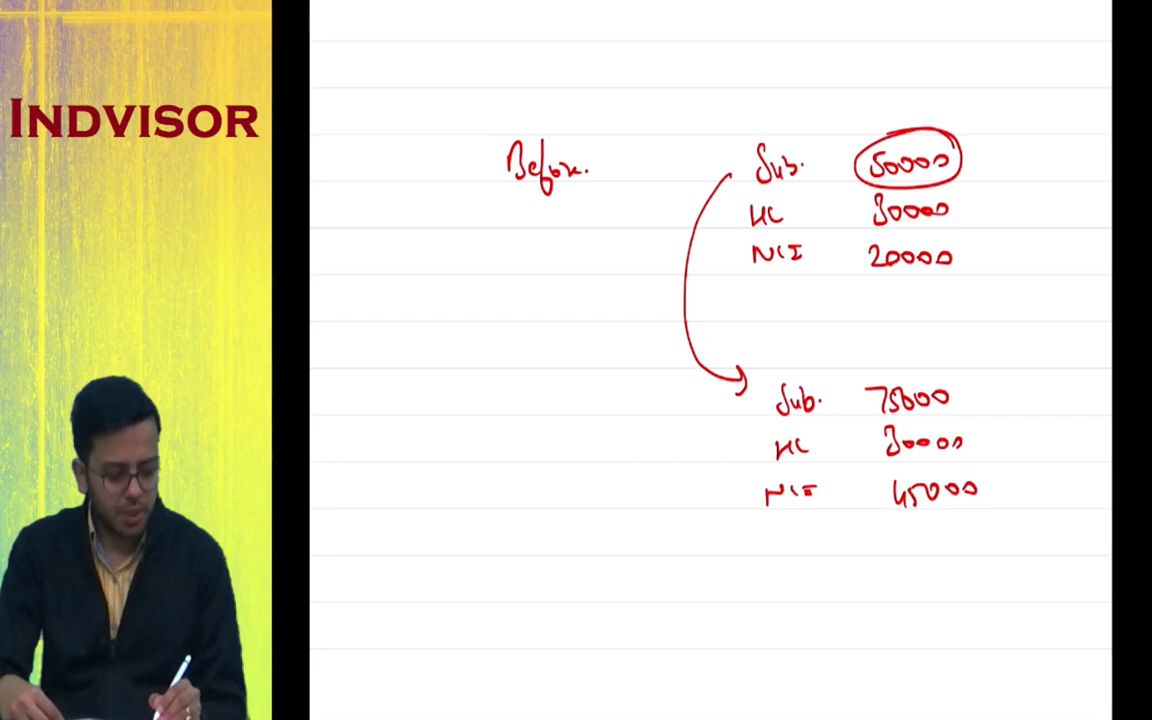 INDVISOR
Before. Sub. 50000
HC 30000
NCI 20000
Sub. 75000
HC 30000
NCI 45000